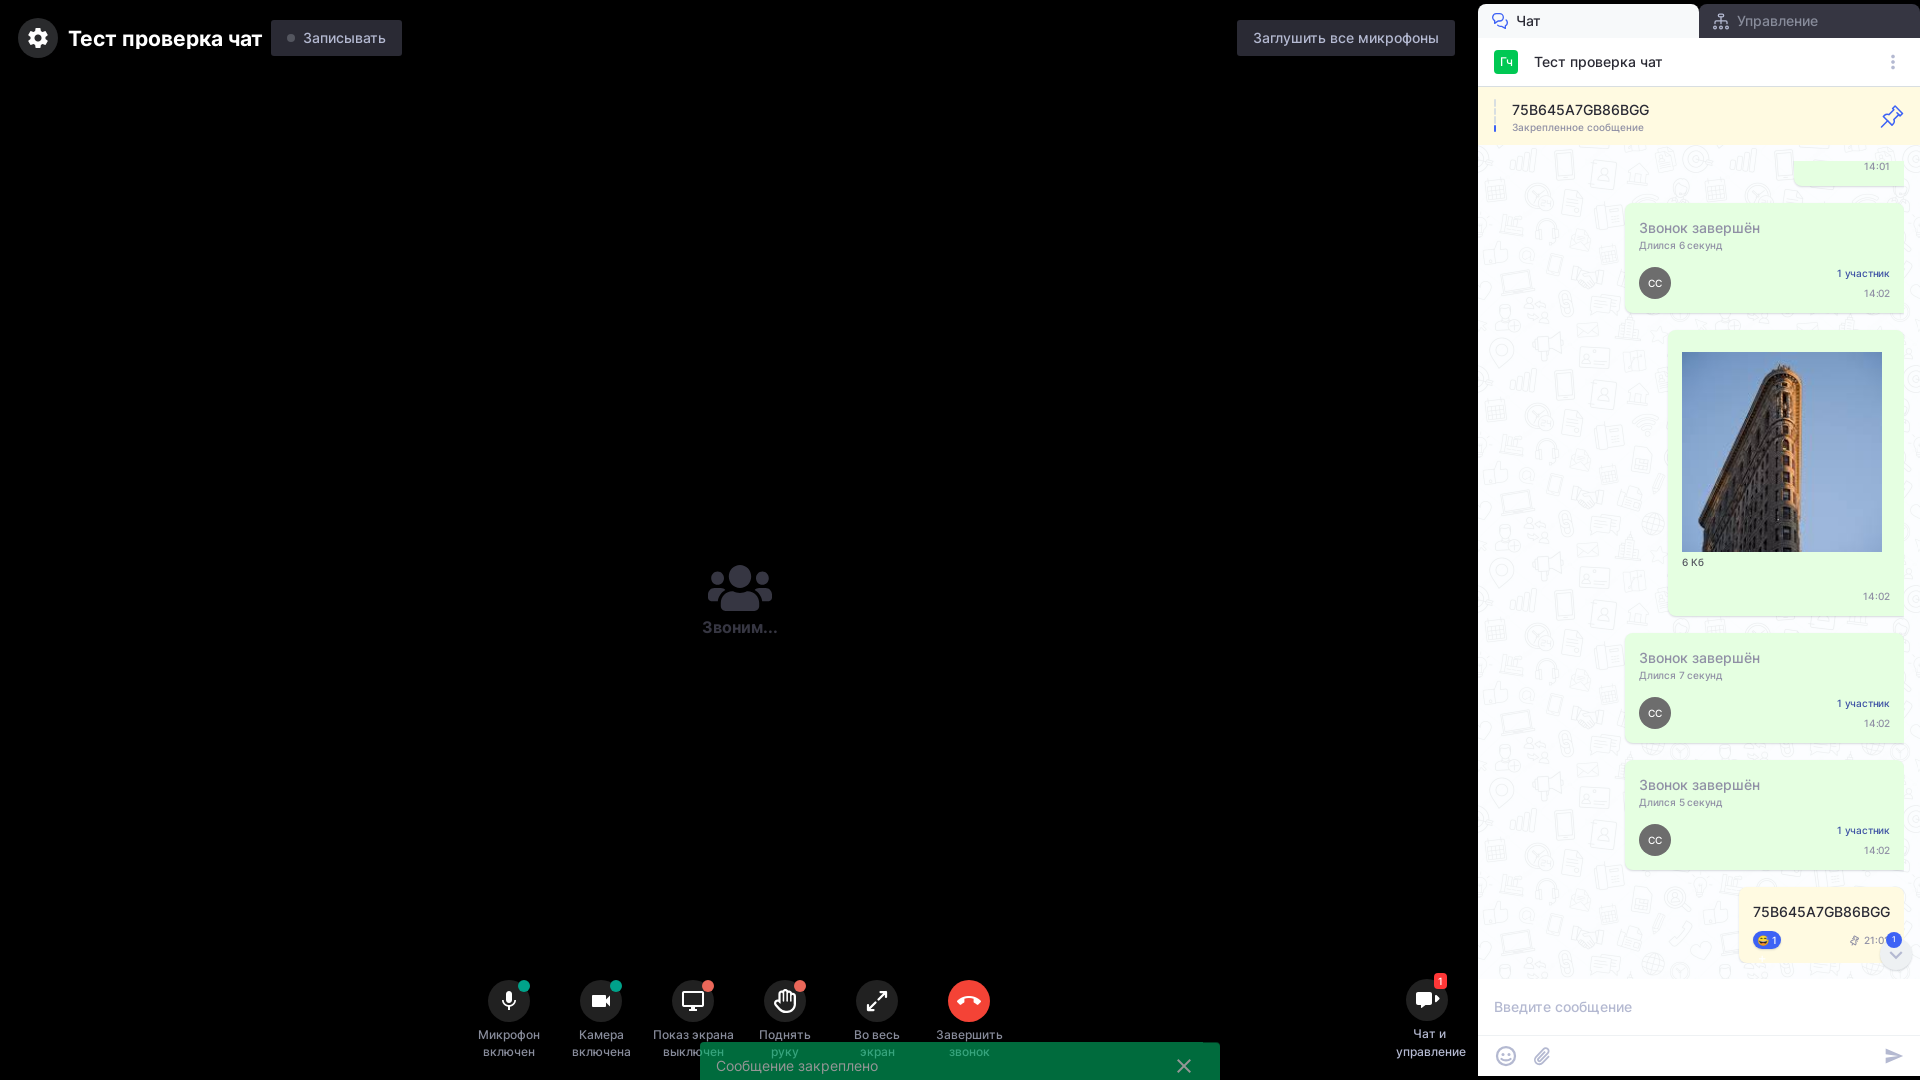 Тест проверка чат
Записывать
Заглушить все микрофоны
Звоним...
Микрофон
включен
Камера
включена
Показ экрана
выключен
Поднять
руку
Во весь
экран
Завершить
звонок
1
Чат и
управление
Сообщение закреплено
Чат
Управление
Гч
Тест проверка чат
75B645A7GB86BGG
Закрепленное сообщение
14:01
Звонок завершён
Длился 6 секунд
СС
1 участник
14:02
6 Кб
14:02
Звонок завершён
Длился 7 секунд
СС
1 участник
14:02
Звонок завершён
Длился 5 секунд
СС
1 участник
14:02
75B645A7GB86BGG
1
1
Введите сообщение